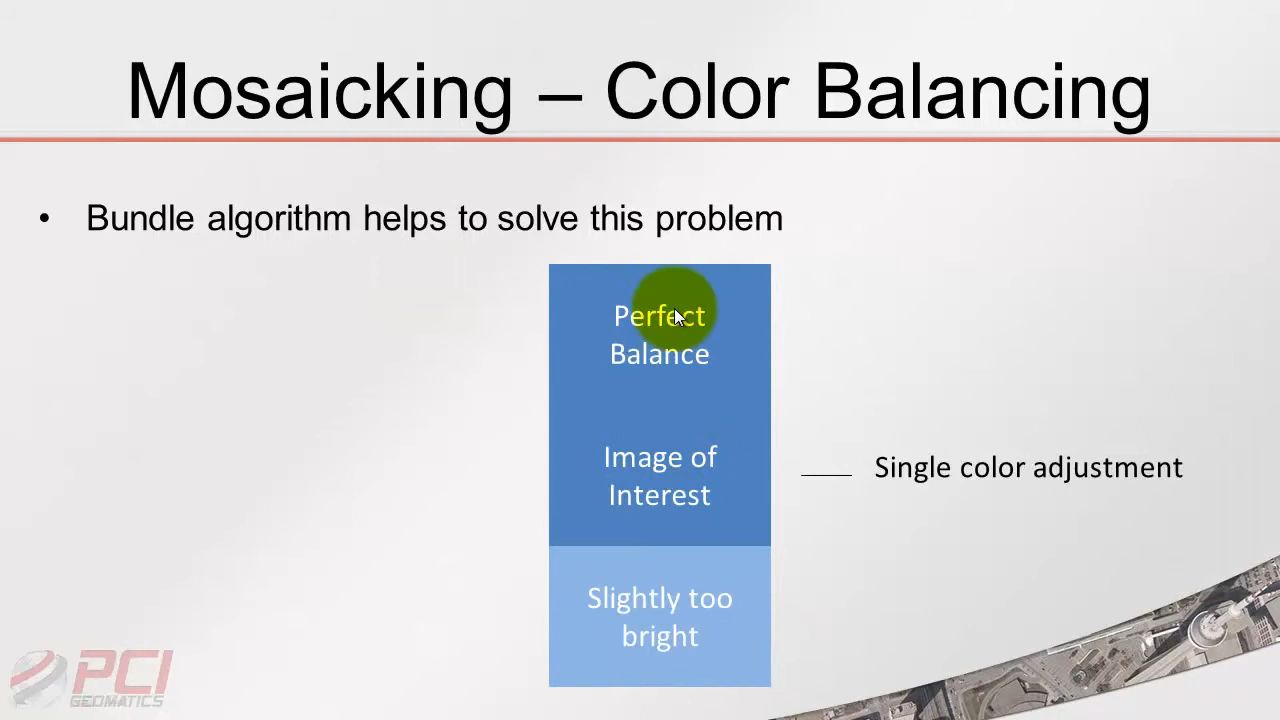 Mosaicking – Color Balancing
• Bundle algorithm helps to solve this problem
Perfect
Balance
Image of
Interest
Single color adjustment
Slightly too
bright
PCI
GEOMATICS